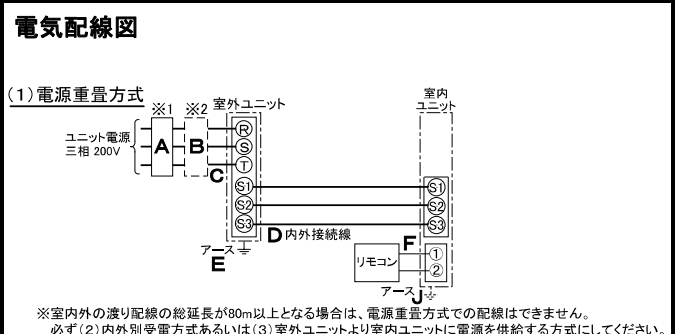 電気配線図
(1)電源重畳方式
※1 ※2 室外ユニット
室内
ユニット
ユニット電源
三相 200V
A
B
R
S
T
C
S1
S2
S3
S1
S2
S3
D 内外接続線
アース
E
F
リモコン
1
2
アース J
※室内外の渡り配線の総延長が80m以上となる場合は、電源重畳方式での配線はできません。
必ず(2)内外別受電方式あるいは(3)室外ユニットより室内ユニットに電源を供給する方式にしてください。